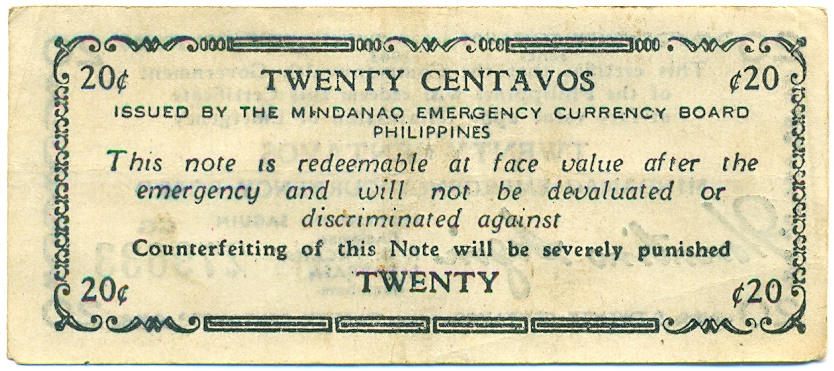 20¢ TWENTY CENTAVOS ¢20
ISSUED BY THE MINDANAO EMERGENCY CURRENCY BOARD
PHILIPPINES
This note is redeemable at face value after the
emergency and will not be devaluated or
discriminated against
Counterfeiting of this Note will be severely punished
TWENTY
20¢ ¢20